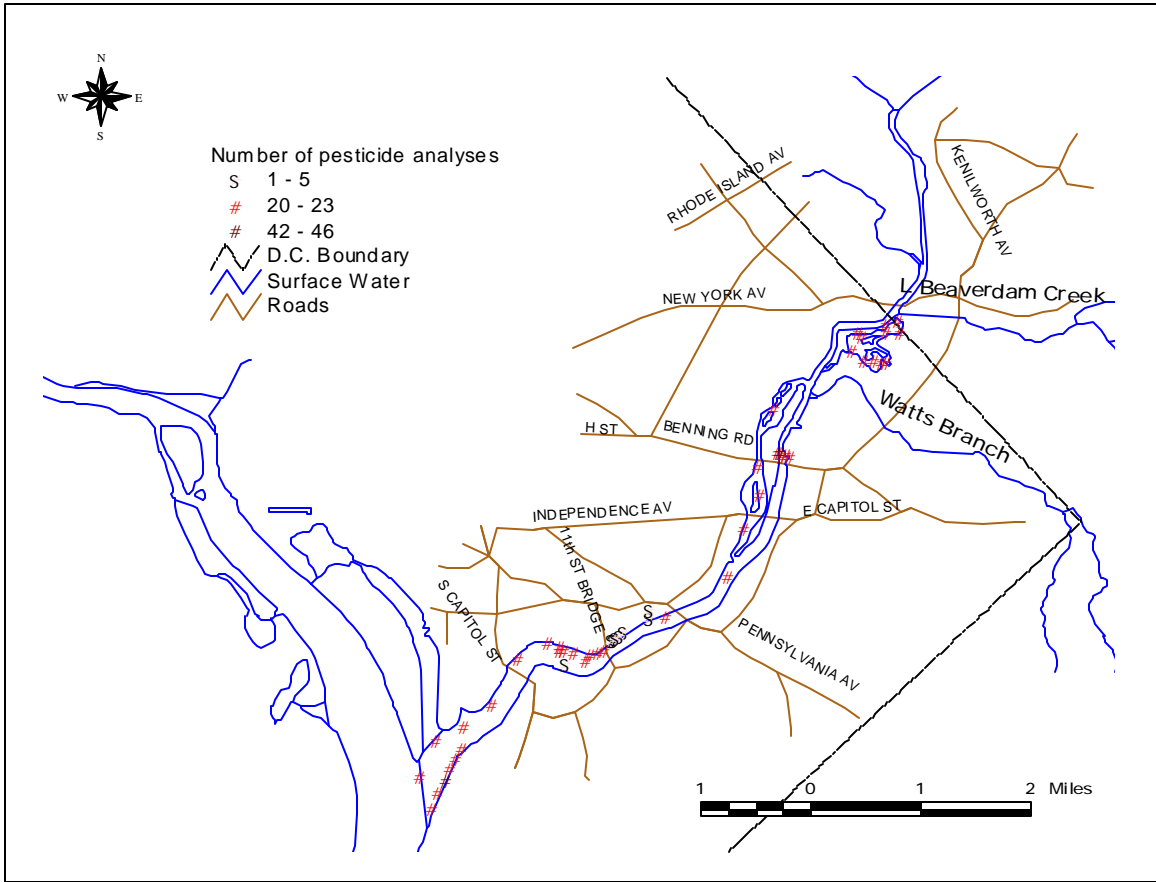 N
W E
S
Number of pesticide analyses
S 1 - 5
# 20 - 23
# 42 - 46
D.C. Boundary
Surface Water
Roads
RHODE ISLAND AV
KENILWORTH AV
NEW YORK AV
L Beaverdam Creek
Watts Branch
H ST
BENNING RD
INDEPENDENCE AV
E CAPITOL ST
11th ST BRIDGE
S CAPITOL ST
PENNSYLVANIA AV
1 0 1 2 Miles